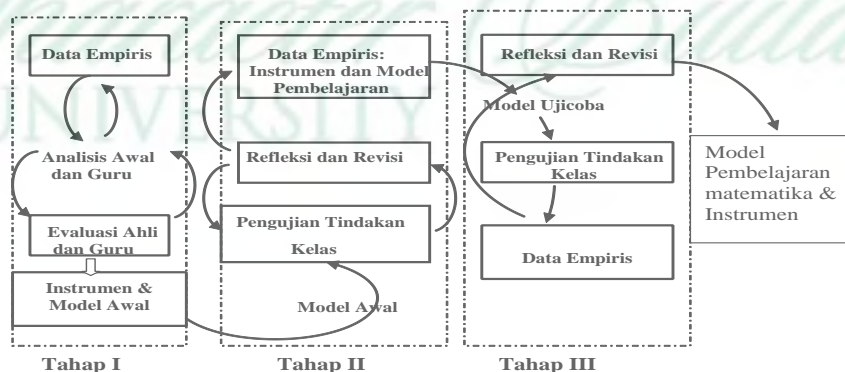 Data Empiris
Analisis Awal
dan Guru
Evaluasi Ahli
dan Guru
Instrumen &
Model Awal
Tahap I
Data Empiris:
Instrumen dan Model
Pembelajaran
Refleksi dan Revisi
Pengujian Tindakan
Kelas
Model Awal
Tahap II
Refleksi dan Revisi
Model Ujicoba
Pengujian Tindakan
Kelas
Data Empiris
Tahap III
Model
Pembelajaran
matematika &
Instrumen
UNIVERSITY